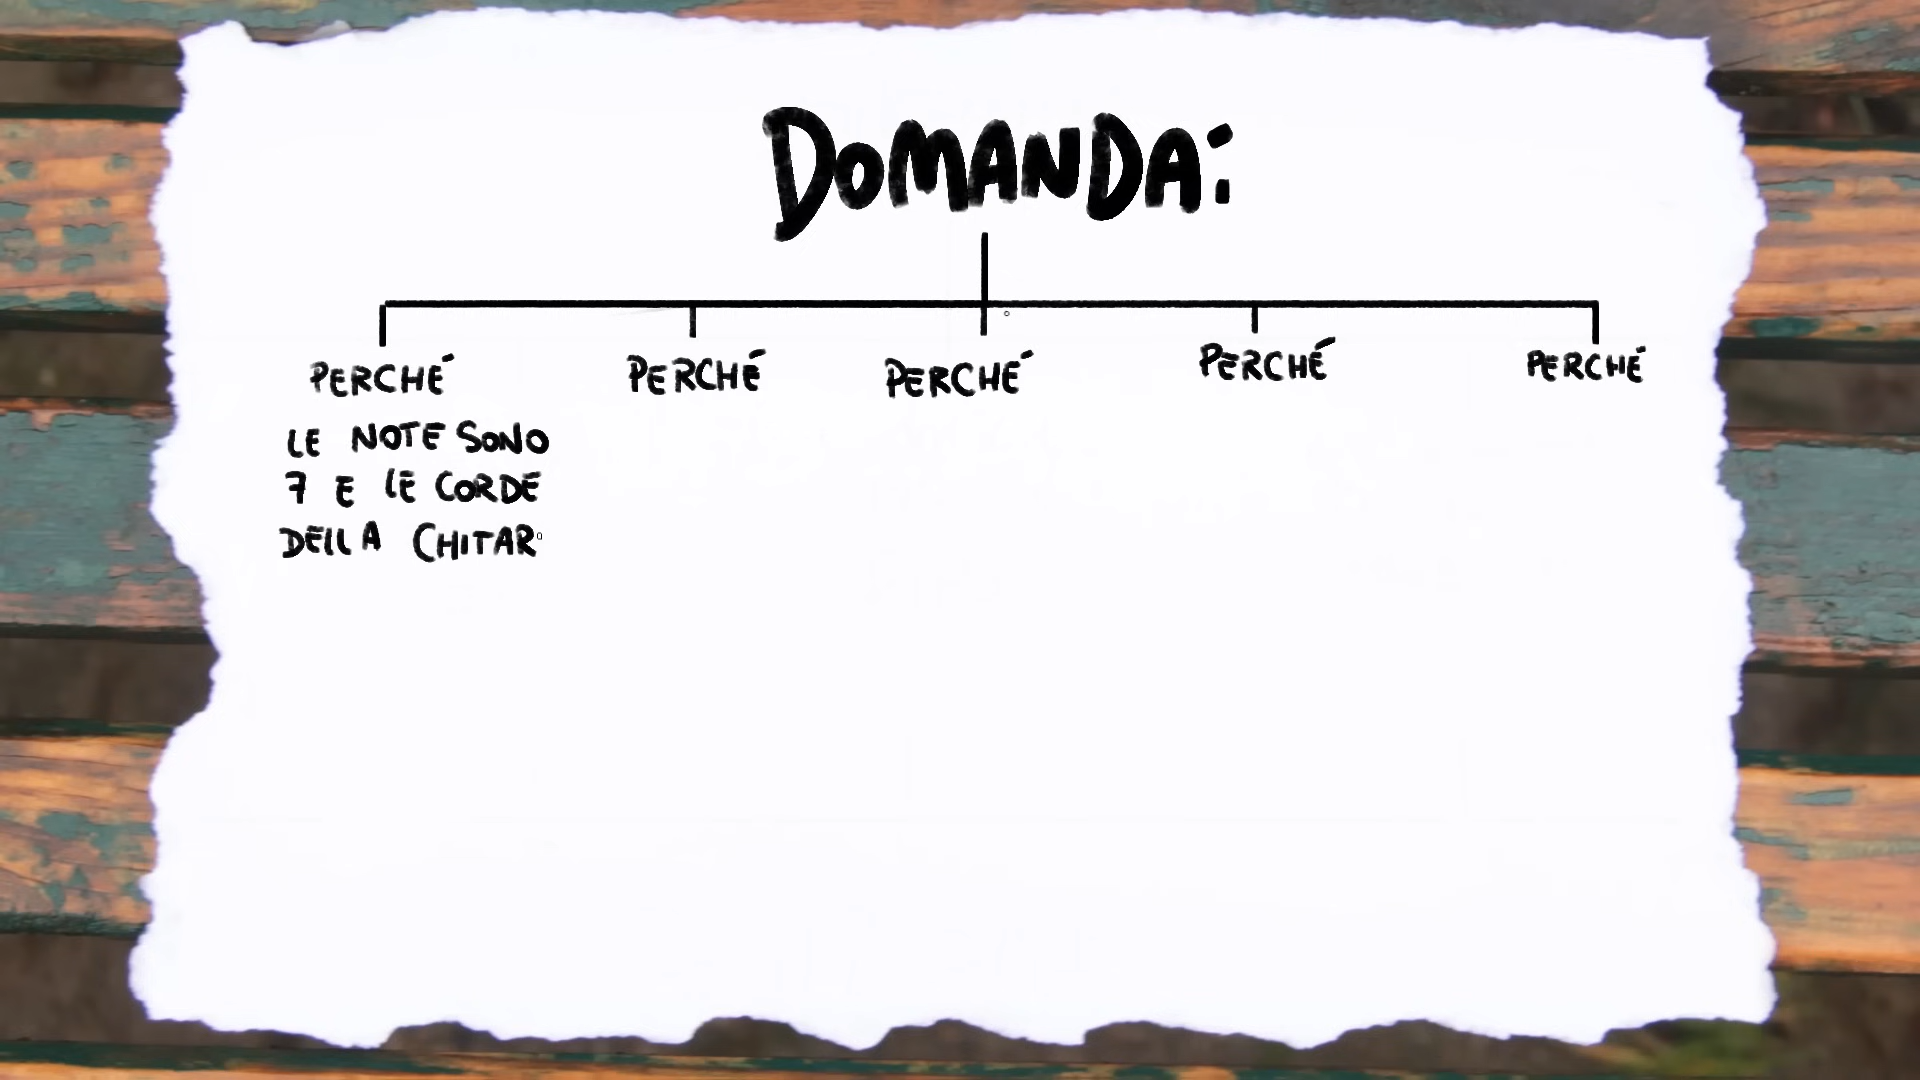 DOMANDA:
PERCHÉ PERCHÉ PERCHÉ PERCHÉ PERCHÉ
LE NOTE SONO
7 E LE CORDE
DELLA CHITAR